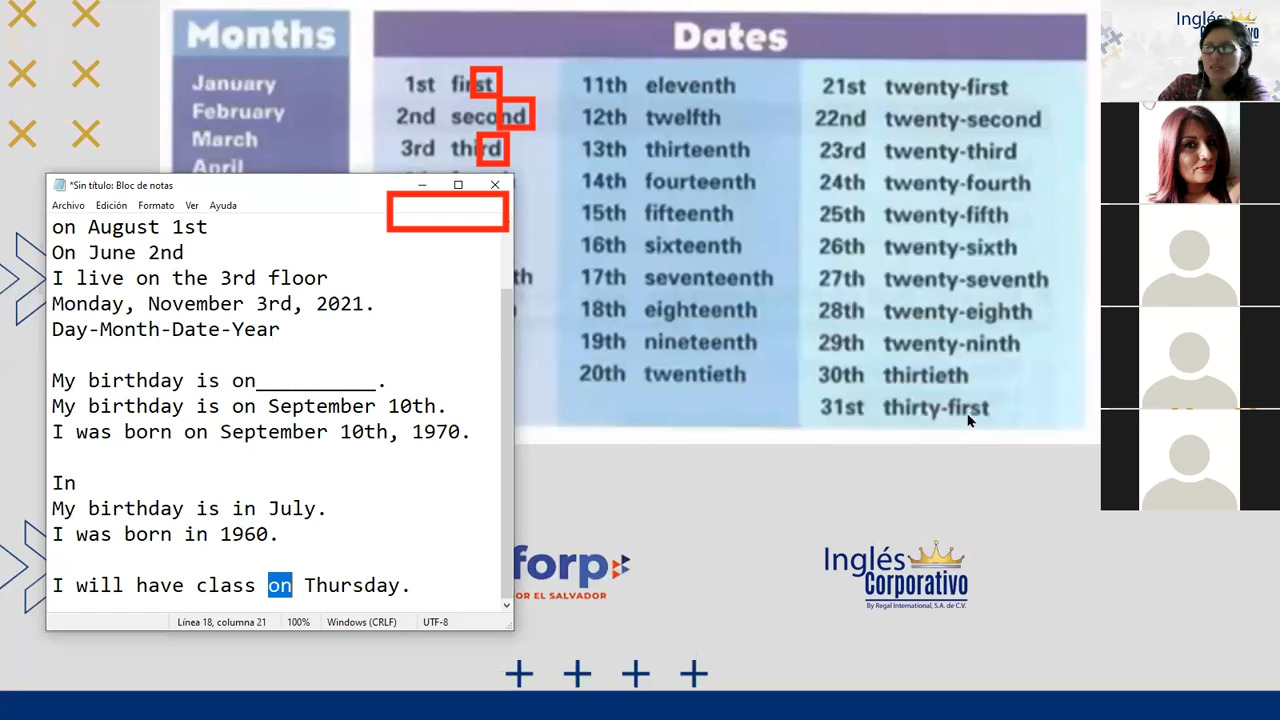 Months
Dates
January
February
March
April
1st first
2nd second
3rd third
th
11th eleventh
12th twelfth
13th thirteenth
14th fourteenth
15th fifteenth
16th sixteenth
17th seventeenth
18th eighteenth
19th nineteenth
20th twentieth
21st twenty-first
22nd twenty-second
23rd twenty-third
24th twenty-fourth
25th twenty-fifth
26th twenty-sixth
27th twenty-seventh
28th twenty-eighth
29th twenty-ninth
30th thirtieth
31st thirty-first
*Sin título: Bloc de notas
Archivo Edición Formato Ver Ayuda
on August 1st
On June 2nd
I live on the 3rd floor
Monday, November 3rd, 2021.
Day-Month-Date-Year
My birthday is on__________.
My birthday is on September 10th.
I was born on September 10th, 1970.
In
My birthday is in July.
I was born in 1960.
I will have class on Thursday.
Línea 18, columna 21 100% Windows (CRLF) UTF-8
forp
POR EL SALVADOR
Inglés
Corporativo
By Regal International, S.A. de C.V.
Inglés